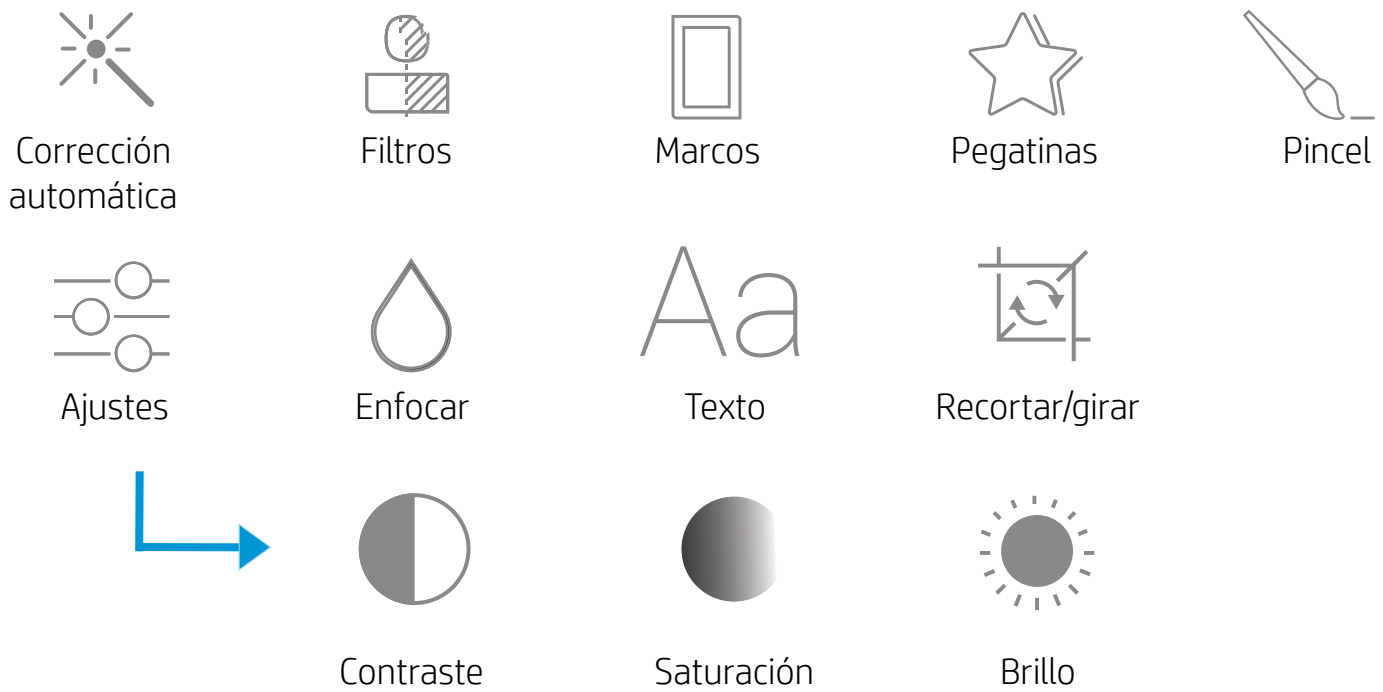 Corrección
automática
Filtros
Marcos
Pegatinas
Pincel
Ajustes
Enfocar
Aa
Texto
Recortar/girar
Contraste
Saturación
Brillo